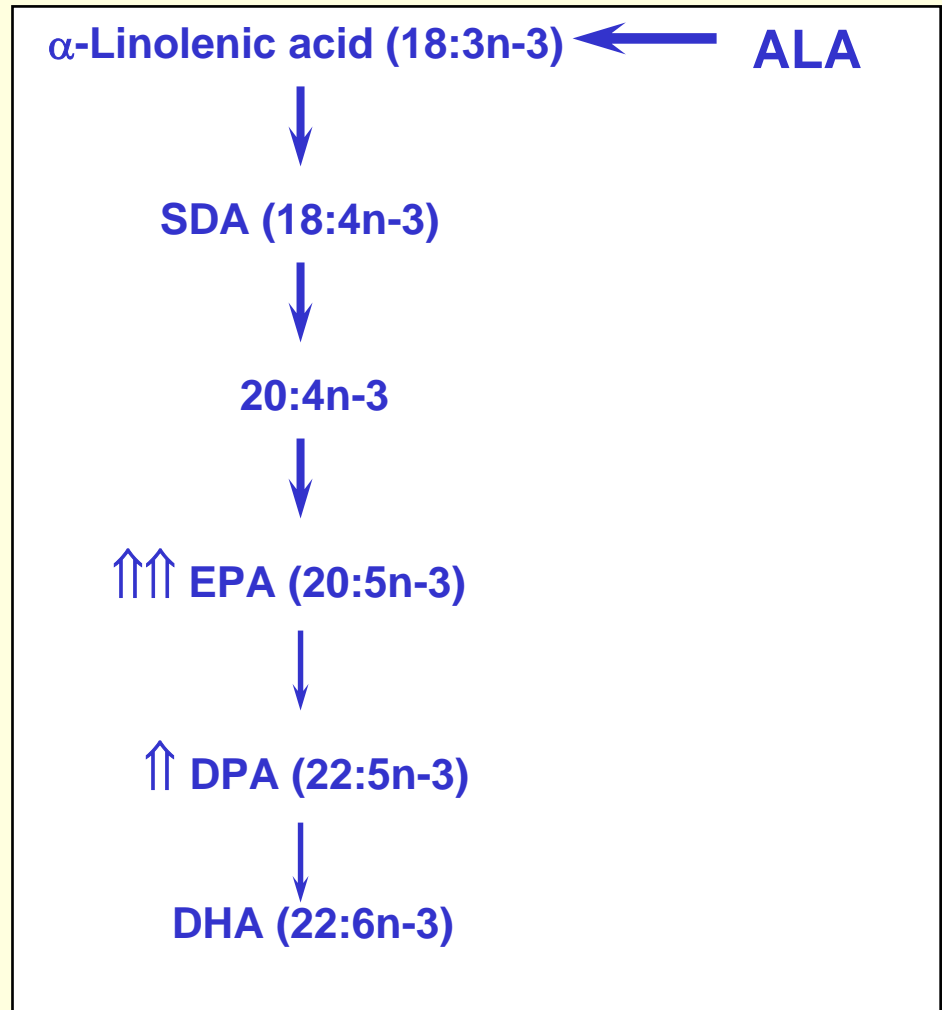 α-Linolenic acid (18:3n-3) ALA
SDA (18:4n-3)
20:4n-3
⇑⇑ EPA (20:5n-3)
⇑ DPA (22:5n-3)
DHA (22:6n-3)